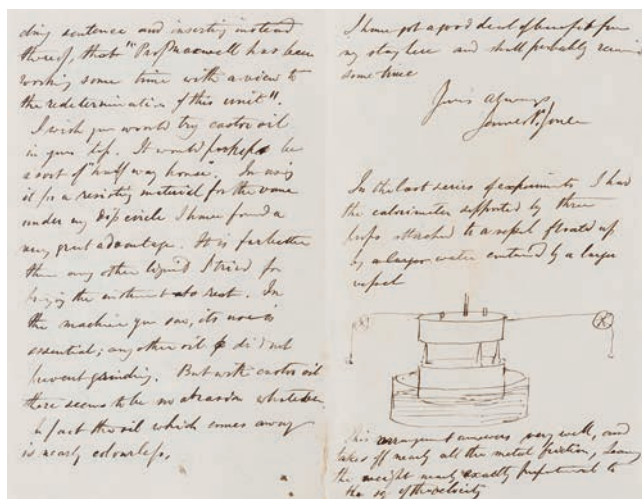 ding sentence and inserting instead
thereof, that "Prof Maxwell has been
working some time with a view to
the redetermination of this unit".
I wish you would try castor oil
in your top. It would perhaps be
a sort of "half way house". In using
it for a resisting material for the vane
under my dip circle I have found a
very great advantage. It is far better
than any other liquid I tried for
bringing the instrument to rest. In
the machine you saw, its use is
essential; any other oil did not
prevent grinding. But with castor oil
there seems to be no abrasion whatever.
In fact the oil which comes away
is nearly colourless.
I have got a good deal of benefit from
my stay here and shall probably remain
some time
Yours always
James P. Joule
In the last series of experiments I had
the calorimeter supported by three
attached to a vessel floated up
by water contained by a larger
vessel
This arrangement answers very well, and
takes off nearly all the metal friction, leaving
the weight nearly exactly proportional to
the sq. of the velocity